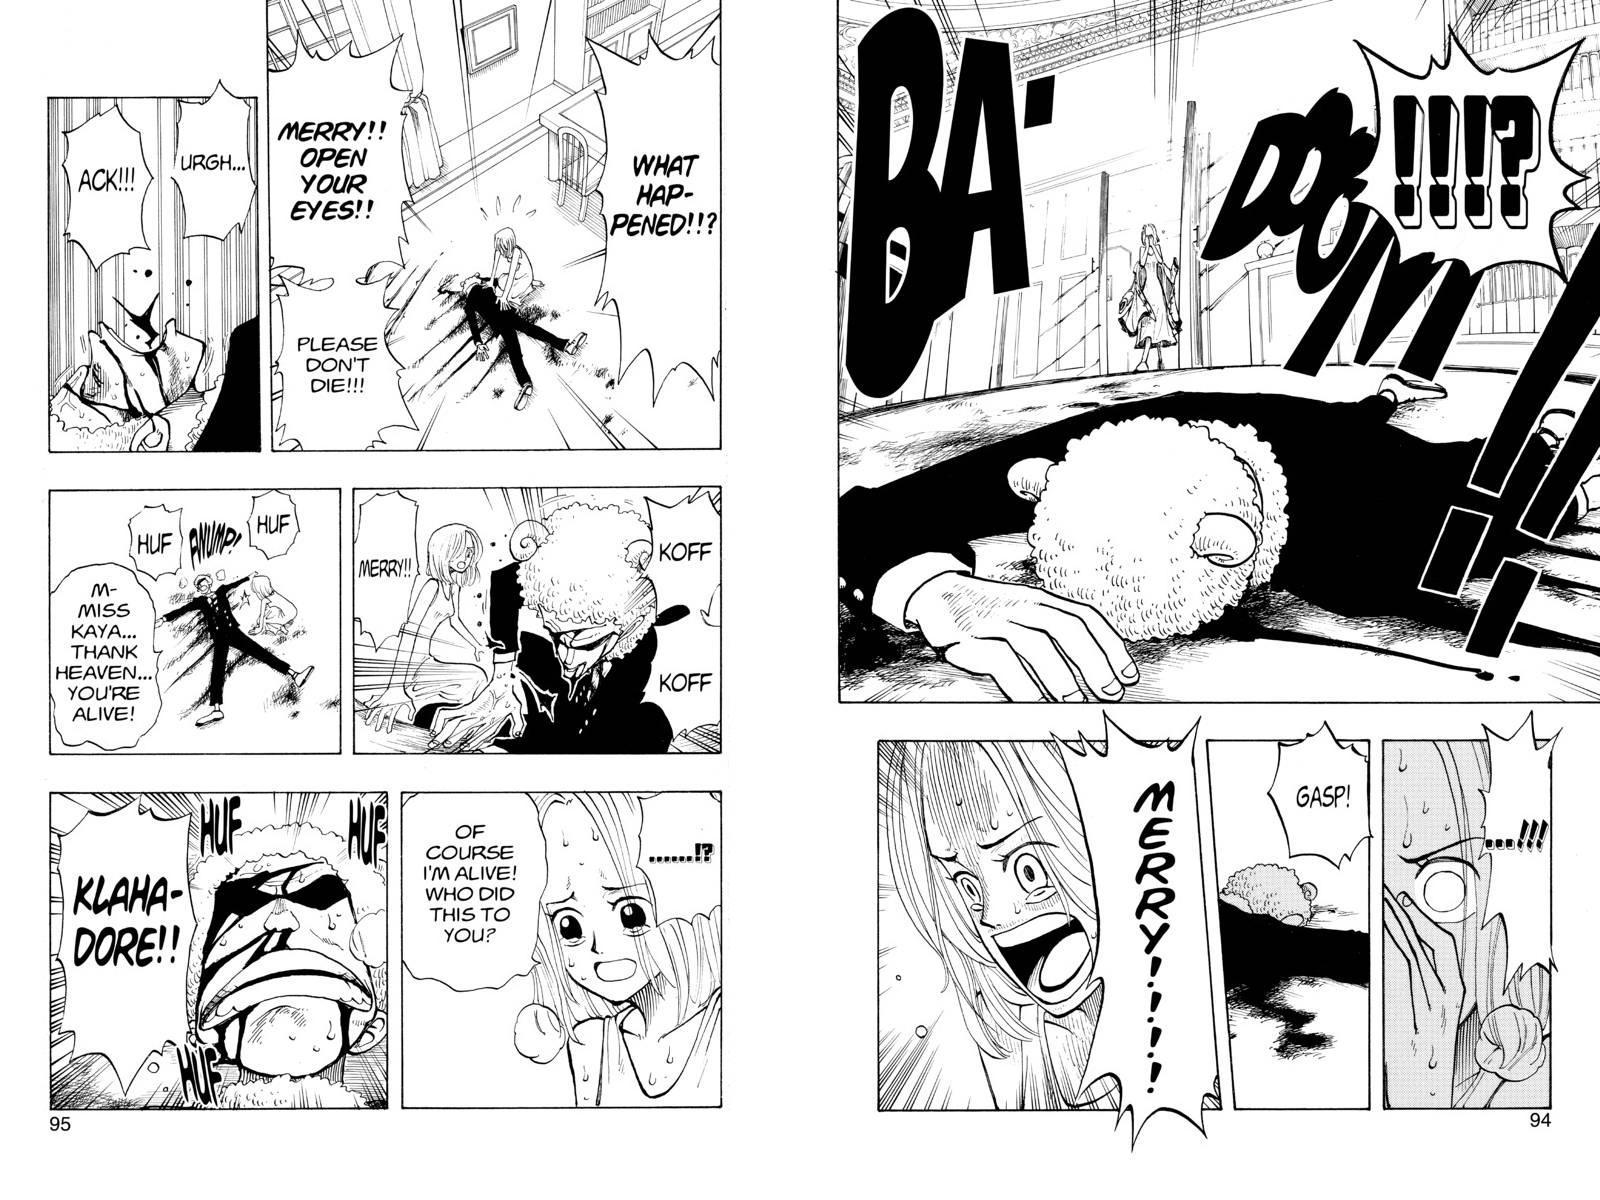 !!!!?
BA-
DOOM
!!!!
....!!!
GASP!
MERRY!!!!!
94
WHAT
HAP-
PENED!!?
MERRY!!
OPEN
YOUR
EYES!!
PLEASE
DON'T
DIE!!!
URGH...
ACK!!!
KOFF
KOFF
MERRY!!
HUF
ANUMP!
HUF
M-
MISS
KAYA...
THANK
HEAVEN...
YOU'RE
ALIVE!
......!?
OF
COURSE
I'M ALIVE!
WHO DID
THIS TO
YOU?
HUF
HUF
KLAHA-
DORE!!
HUF
95